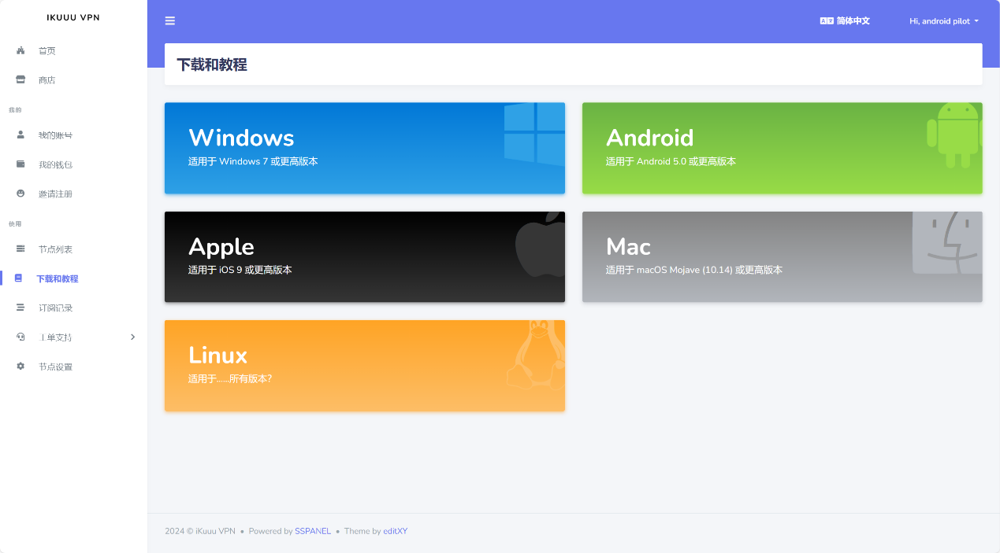 IKUUU VPN
首页
商店
我的
我的账号
我的钱包
邀请注册
使用
节点列表
下载和教程
订阅记录
工单支持
节点设置
简体中文
Hi, android pilot
下载和教程
Windows
适用于 Windows 7 或更高版本
Android
适用于 Android 5.0 或更高版本
Apple
适用于 iOS 9 或更高版本
Mac
适用于 macOS Mojave (10.14) 或更高版本
Linux
适用于......所有版本?
2024 © iKuuu VPN • Powered by SSPANEL • Theme by editXY